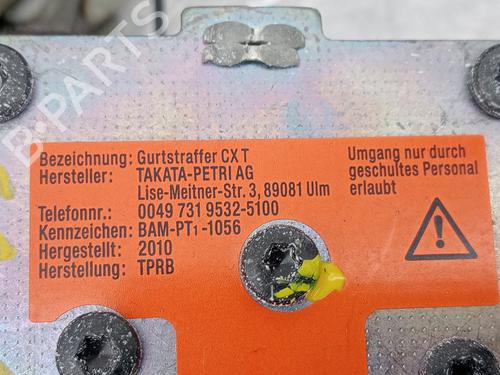 B-PARTS
Bezeichnung: Gurtstraffer CX T
Hersteller: TAKATA-PETRI AG
Lise-Meitner-Str. 3, 89081 Ulm
Telefonnr.: 0049 731 9532-5100
Kennzeichen: BAM-PT1-1056
Hergestellt: 2010
Herstellung: TPRB
Umgang nur durch
geschultes Personal
erlaubt